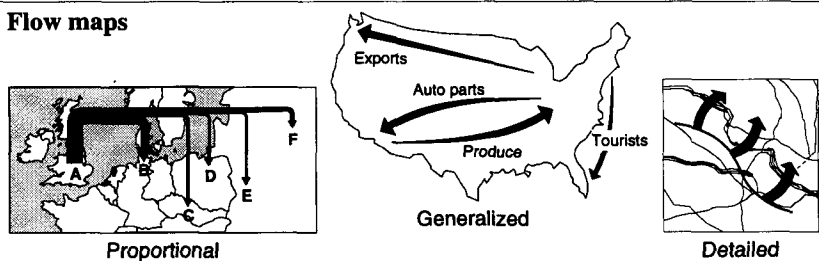 Flow maps
A
B
C
D
E
F
Proportional
Exports
Auto parts
Produce
Tourists
Generalized
Detailed